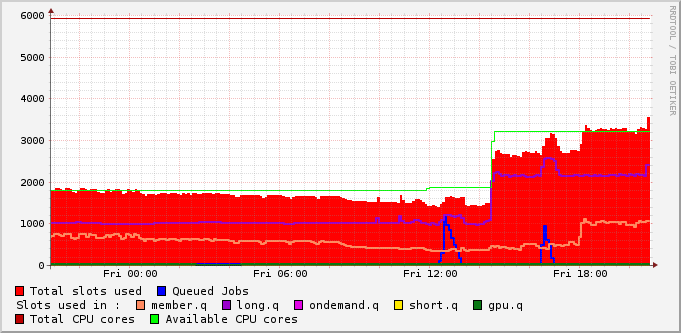 6000
5000
4000
3000
2000
1000
0
Fri 00:00 Fri 06:00 Fri 12:00 Fri 18:00
RRDTOOL / TOBI OETIKER
Total slots used Queued Jobs
Slots used in : member.q long.q ondemand.q short.q gpu.q
Total CPU cores Available CPU cores